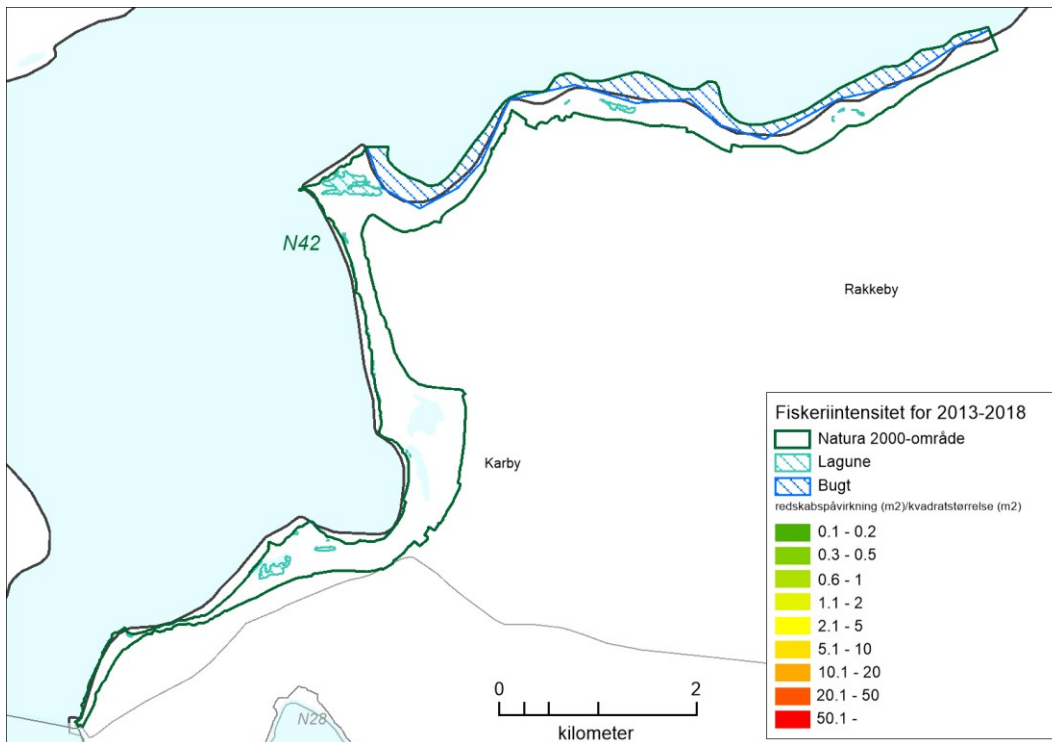 N42
Rakkeby
Karby
N28
0 2
kilometer
Fiskeriintensitet for 2013-2018
Natura 2000-område
Lagune
Bugt
redskabspåvirkning (m2)/kvadratstørrelse (m2)
0.1 - 0.2
0.3 - 0.5
0.6 - 1
1.1 - 2
2.1 - 5
5.1 - 10
10.1 - 20
20.1 - 50
50.1 -